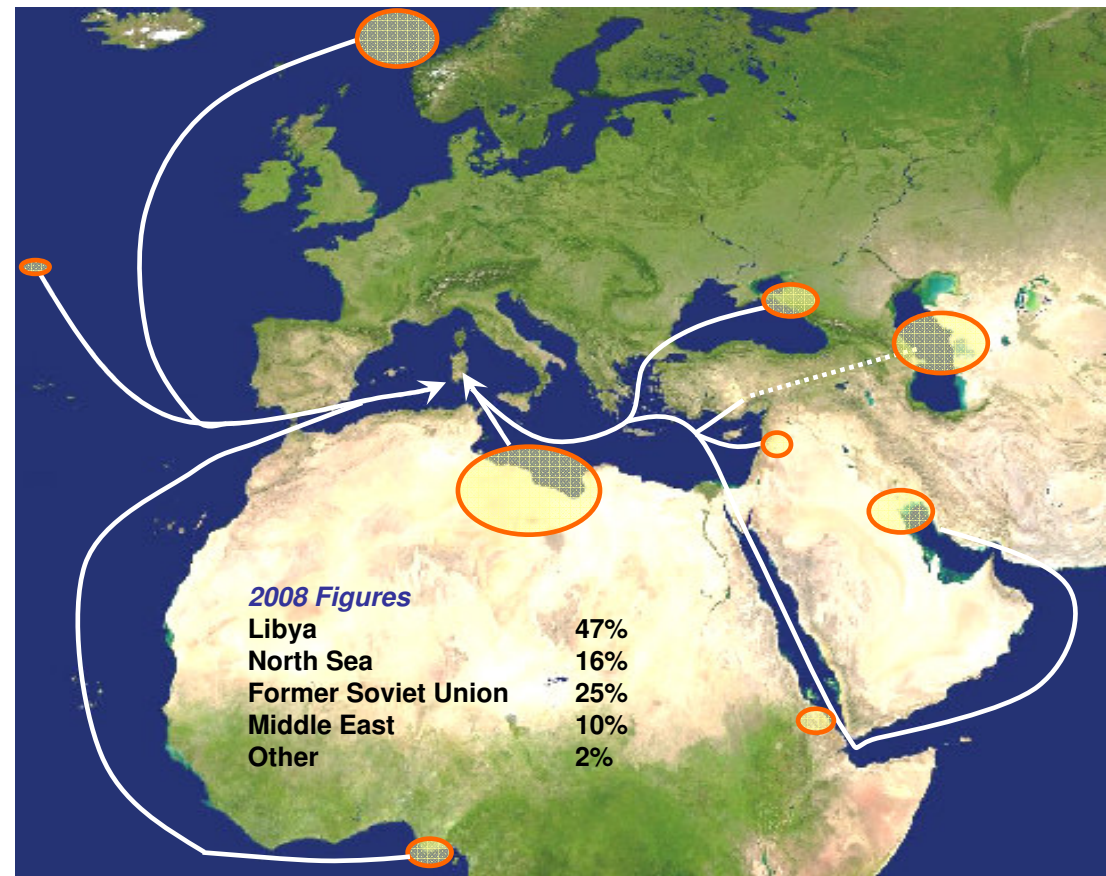 2008 Figures
Libya 47%
North Sea 16%
Former Soviet Union 25%
Middle East 10%
Other 2%